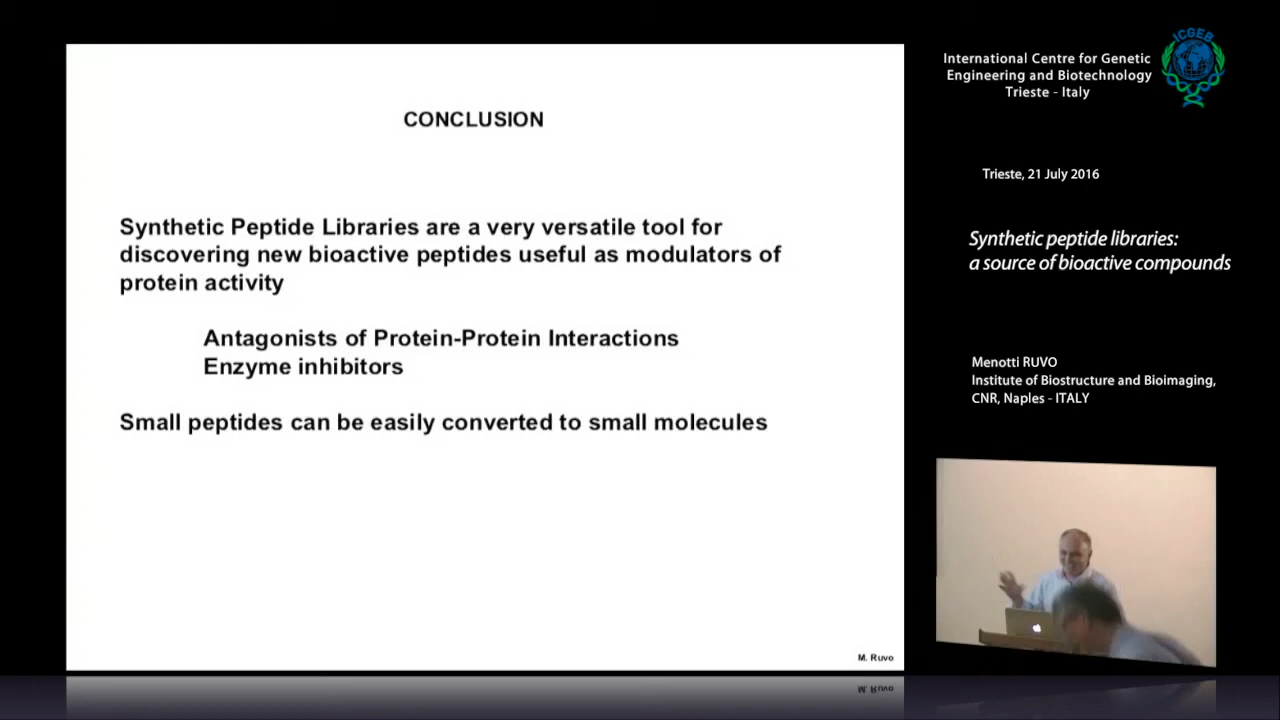 CONCLUSION
Synthetic Peptide Libraries are a very versatile tool for
discovering new bioactive peptides useful as modulators of
protein activity
Antagonists of Protein-Protein Interactions
Enzyme inhibitors
Small peptides can be easily converted to small molecules
M. Ruvo
M. Ruvo
ICGEB
International Centre for Genetic
Engineering and Biotechnology
Trieste - Italy
Trieste, 21 July 2016
Synthetic peptide libraries:
a source of bioactive compounds
Menotti RUVO
Institute of Biostructure and Bioimaging,
CNR, Naples - ITALY